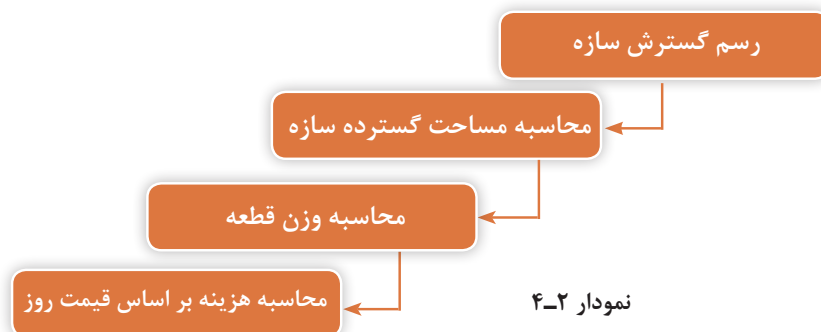 رسم گسترش سازه
محاسبه مساحت گسترده سازه
محاسبه وزن قطعه
محاسبه هزینه بر اساس قیمت روز
نمودار ۲ـ۴